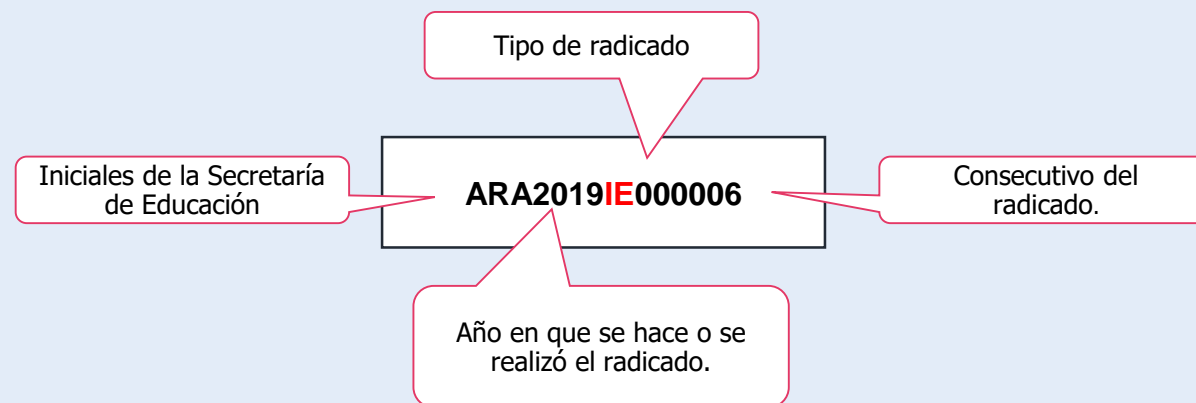 Tipo de radicado
Iniciales de la Secretaría
de Educación
ARA2019IE000006
Consecutivo del
radicado.
Año en que se hace o se
realizó el radicado.